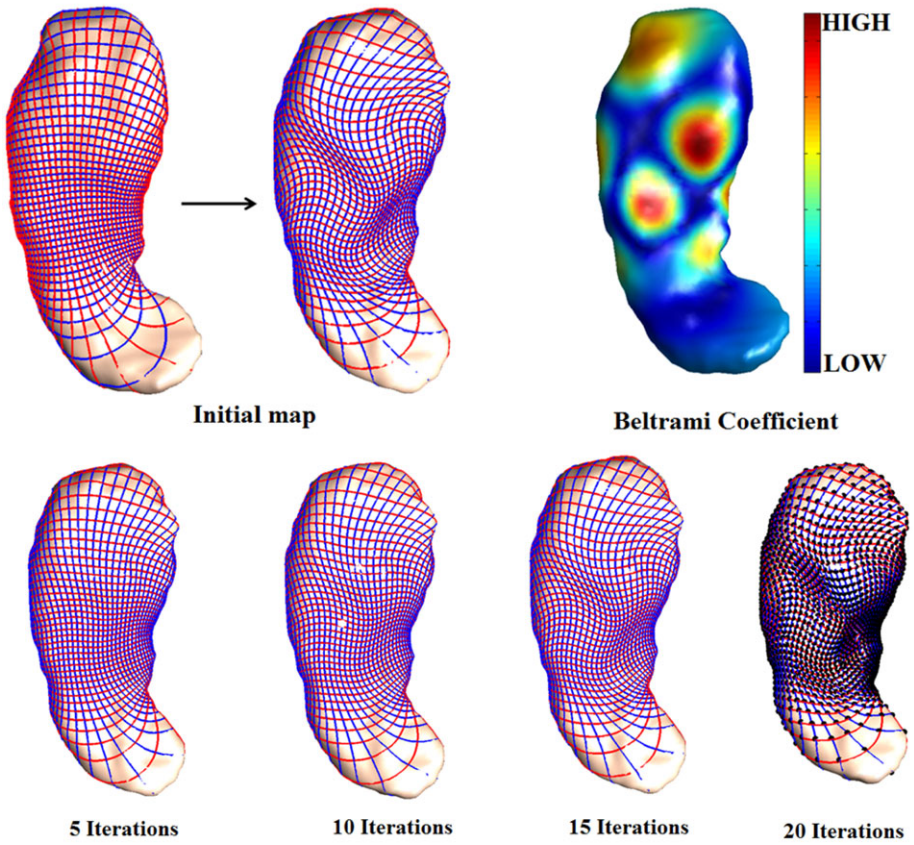 HIGH
LOW
Initial map
Beltrami Coefficient
5 Iterations
10 Iterations
15 Iterations
20 Iterations